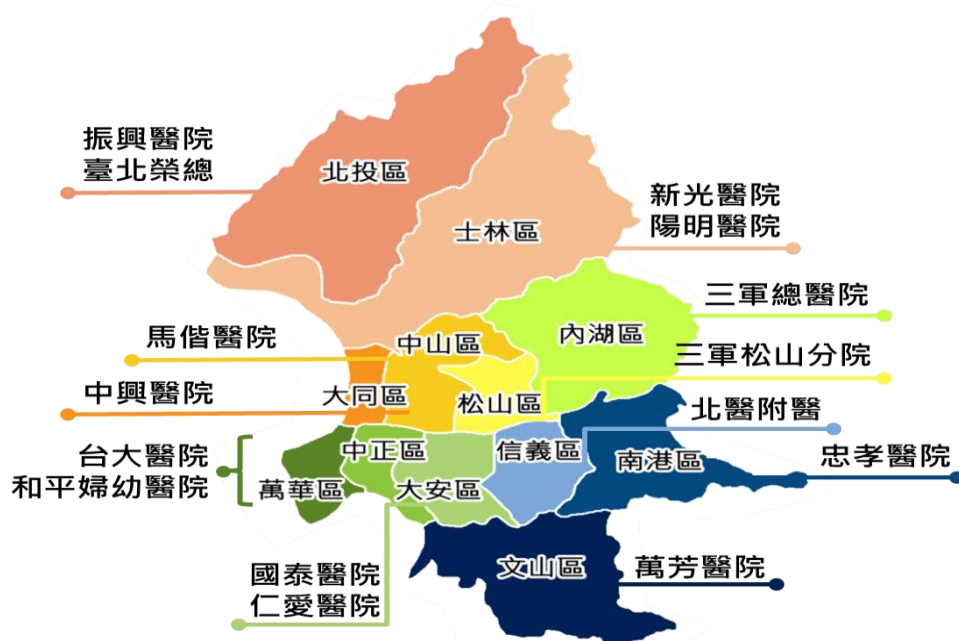 振興醫院
臺北榮總
北投區
新光醫院
陽明醫院
士林區
三軍總醫院
馬偕醫院
中山區
內湖區
三軍松山分院
中興醫院
大同區
松山區
北醫附醫
台大醫院
和平婦幼醫院
中正區
信義區
南港區
忠孝醫院
萬華區
大安區
國泰醫院
仁愛醫院
文山區
萬芳醫院